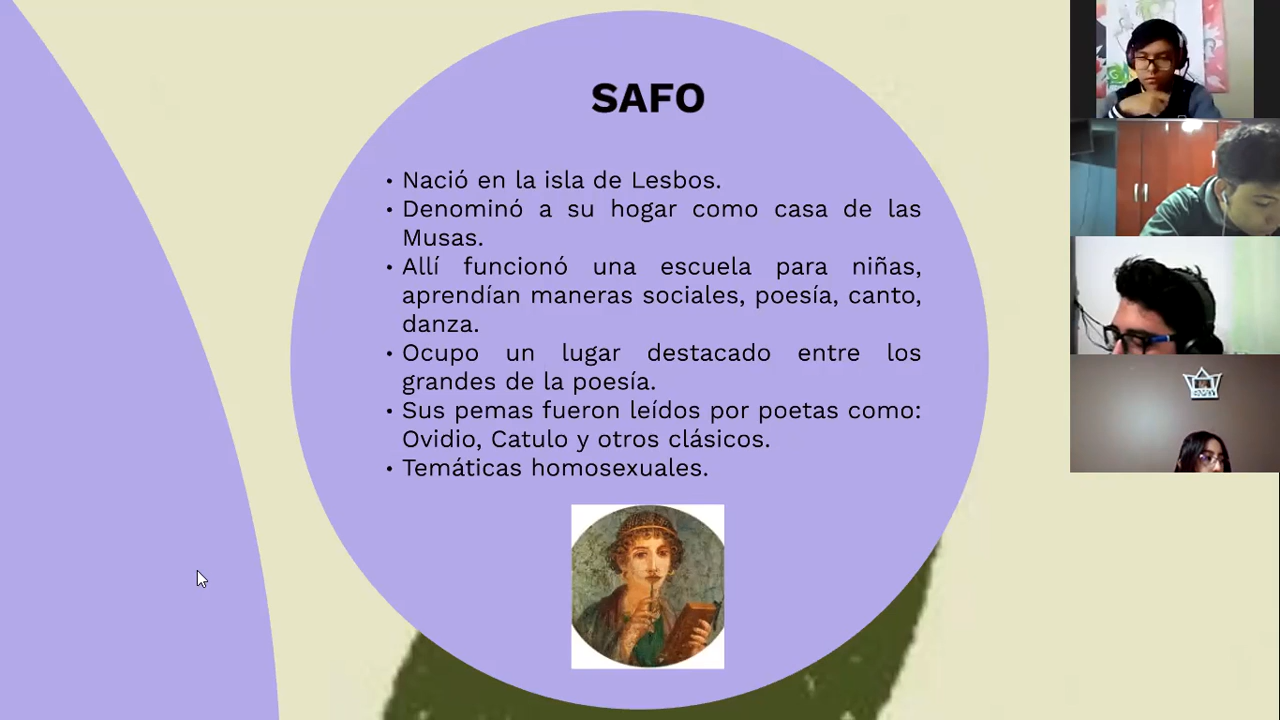 SAFO
• Nació en la isla de Lesbos.
• Denominó a su hogar como casa de las
Musas.
• Allí funcionó una escuela para niñas,
aprendían maneras sociales, poesía, canto,
danza.
• Ocupo un lugar destacado entre los
grandes de la poesía.
• Sus pemas fueron leídos por poetas como:
Ovidio, Catulo y otros clásicos.
• Temáticas homosexuales.